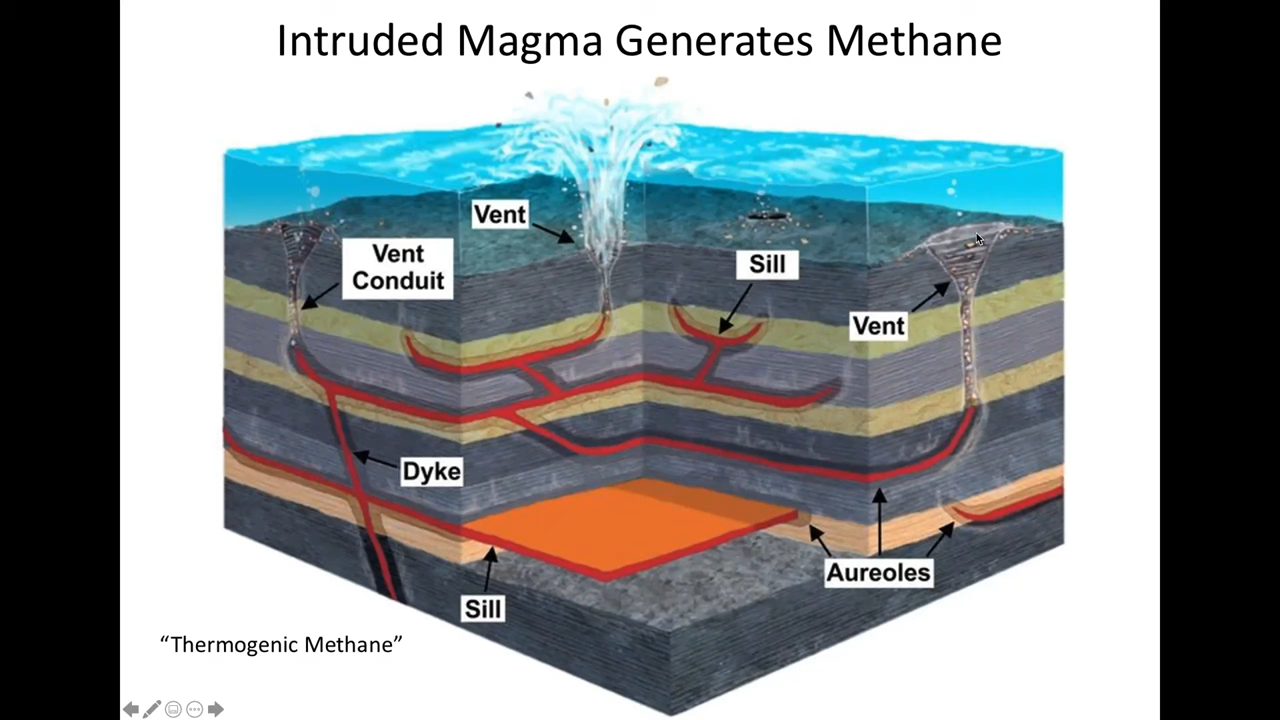 Intruded Magma Generates Methane
Vent
Vent
Conduit
Sill
Vent
Dyke
Aureoles
Sill
“Thermogenic Methane”